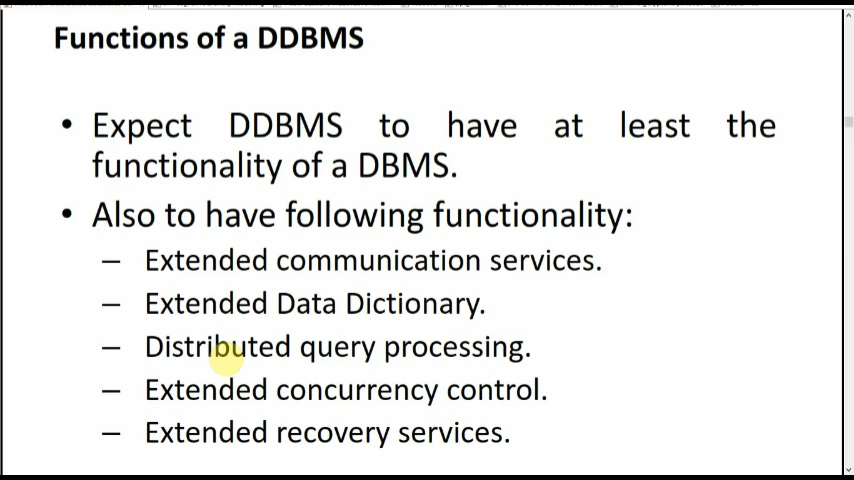 Functions of a DDBMS
• Expect DDBMS to have at least the
functionality of a DBMS.
• Also to have following functionality:
– Extended communication services.
– Extended Data Dictionary.
– Distributed query processing.
– Extended concurrency control.
– Extended recovery services.